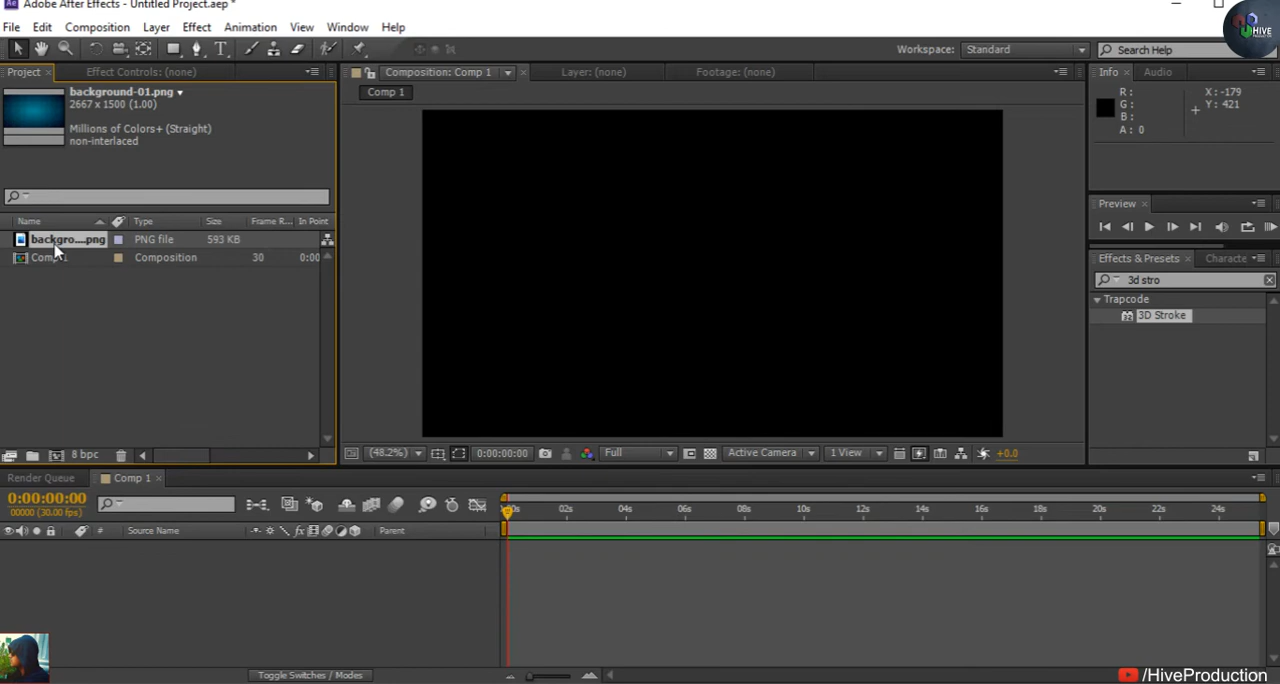 Adobe After Effects - Untitled Project.aep *
File Edit Composition Layer Effect Animation View Window Help
Workspace: Standard Search Help
HIVE
Project Effect Controls: (none) Composition: Comp 1 Layer: (none) Footage: (none) Info Audio
background-01.png
2667 x 1500 (1.00)
Millions of Colors+ (Straight)
non-interlaced
Comp 1
R: X: -179
G: Y: 421
B:
A: 0
Preview
Name Type Size Frame R... In Point
backgro....png PNG file 593 KB
Comp 1 Composition 30 0:00
Effects & Presets Characte
3d stro
Trapcode
32 3D Stroke
8 bpc
(48.2%) 0:00:00:00 Full Active Camera 1 View +0.0
Render Queue Comp 1
0:00:00:00
00000 (30.00 fps)
02s 04s 06s 08s 10s 12s 14s 16s 18s 20s 22s 24s
# Source Name fx Parent
Toggle Switches / Modes
/HiveProduction